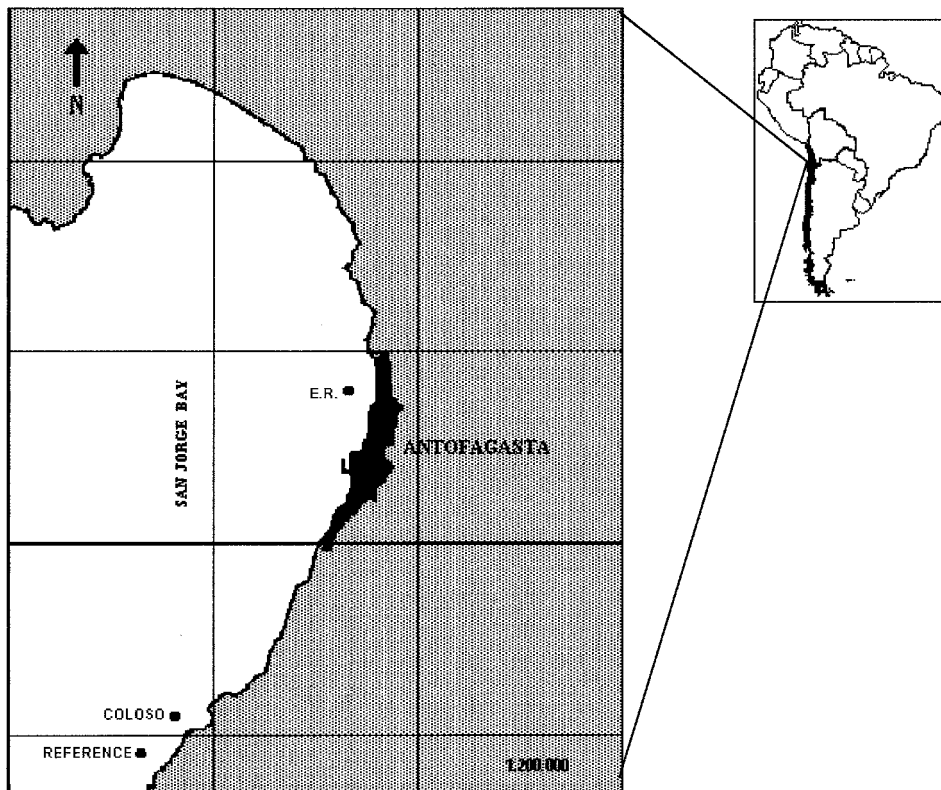 N
E.R.
SAN JORGE BAY
ANTOFAGASTA
COLOSO
REFERENCE
1:200.000